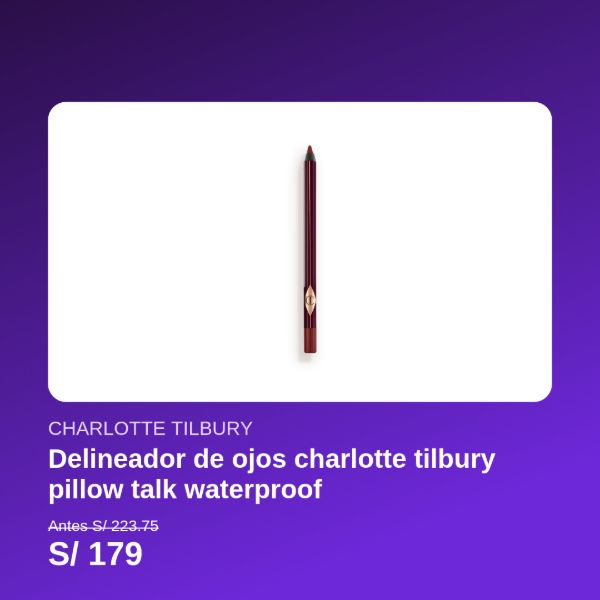 CHARLOTTE TILBURY
Delineador de ojos charlotte tilbury
pillow talk waterproof
Antes S/ 223.75
S/ 179